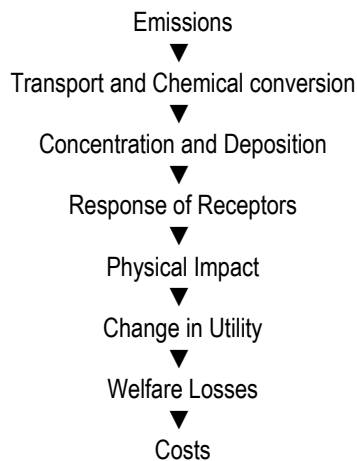 Emissions
Transport and Chemical conversion
Concentration and Deposition
Response of Receptors
Physical Impact
Change in Utility
Welfare Losses
Costs